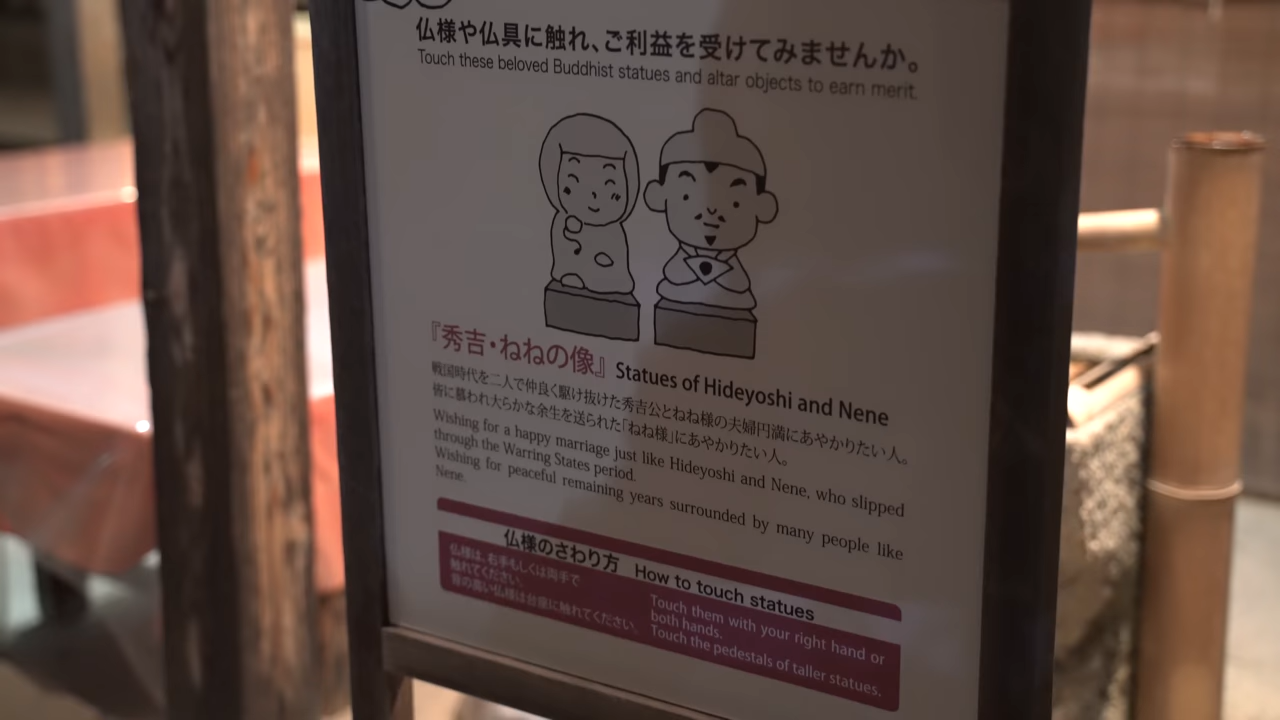 仏様や仏具に触れ、ご利益を受けてみませんか。
Touch these beloved Buddhist statues and altar objects to earn merit.
『秀吉・ねねの像』 Statues of Hideyoshi and Nene
戦国時代を二人で仲良く駆け抜けた秀吉公とねね様の夫婦円満にあやかりたい人。
皆に慕われ大らかな余生を送られた「ねね様」にあやかりたい人。
Wishing for a happy marriage just like Hideyoshi and Nene, who slipped
through the Warring States period.
Wishing for peaceful remaining years surrounded by many people like
Nene.
仏様のさわり方 How to touch statues
仏様は、右手もしくは両手で
触れてください。
背の高い仏様は台座に触れてください。
Touch them with your right hand or
both hands.
Touch the pedestals of taller statues.